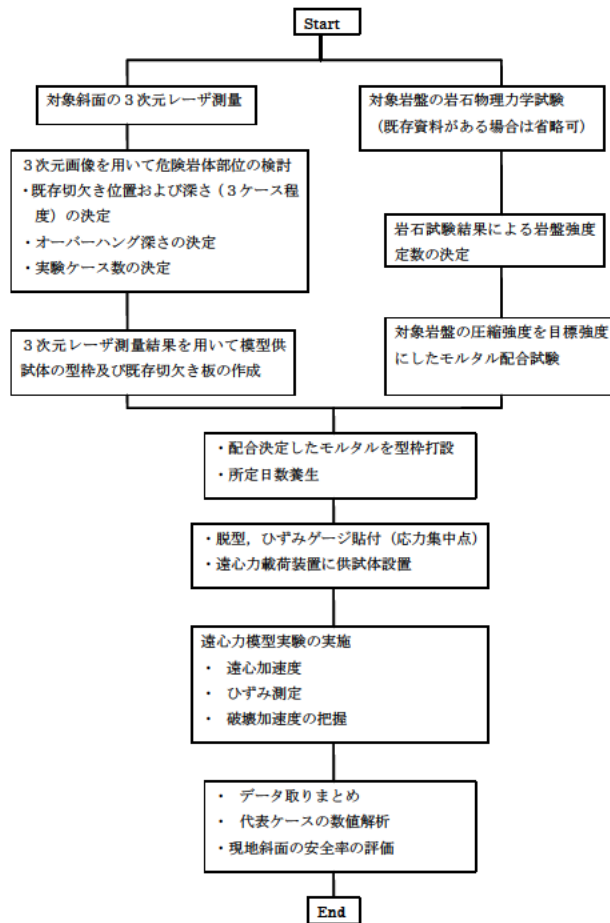 Start
対象斜面の３次元レーザ測量
３次元画像を用いて危険岩体部位の検討
・既存切欠き位置および深さ（３ケース程
度）の決定
・オーバーハング深さの決定
・実験ケース数の決定
３次元レーザ測量結果を用いて模型供
試体の型枠及び既存切欠き板の作成
対象岩盤の岩石物理力学試験
（既存資料がある場合は省略可）
岩石試験結果による岩盤強度
定数の決定
対象岩盤の圧縮強度を目標強度
にしたモルタル配合試験
・配合決定したモルタルを型枠打設
・所定日数養生
・脱型，ひずみゲージ貼付（応力集中点）
・遠心力載荷装置に供試体設置
遠心力模型実験の実施
・ 遠心加速度
・ ひずみ測定
・ 破壊加速度の把握
・ データ取りまとめ
・ 代表ケースの数値解析
・現地斜面の安全率の評価
End